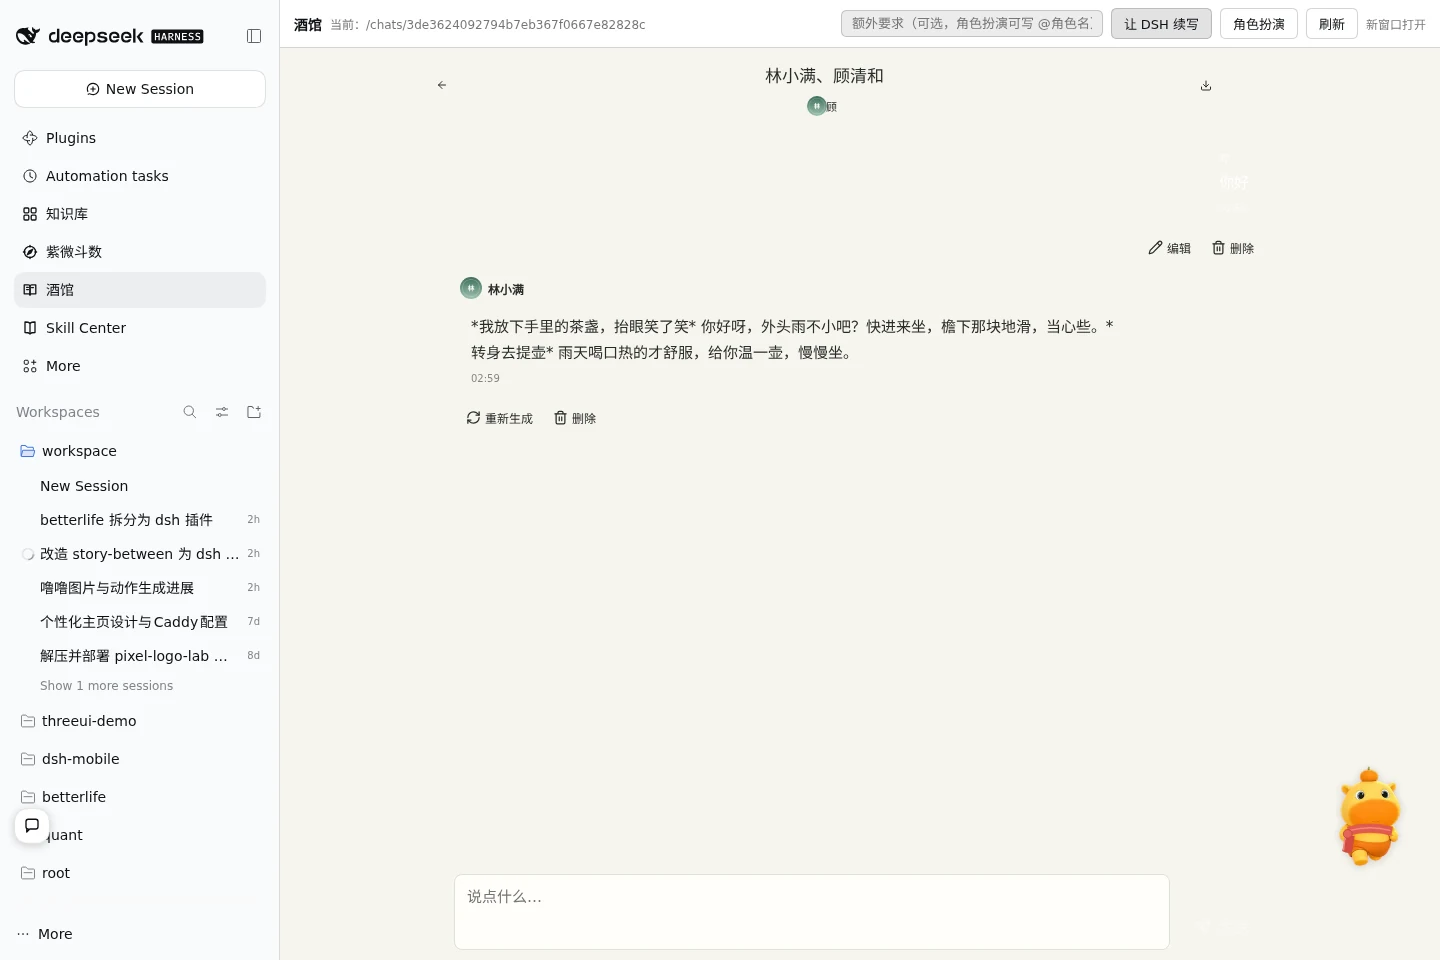 deepseek HARNESS
New Session
Plugins
Automation tasks
知识库
紫微斗数
酒馆
Skill Center
More
Workspaces
workspace
New Session
betterlife 拆分为 dsh 插件 2h
改造 story-between 为 dsh ... 2h
噜噜图片与动作生成进展 2h
个性化主页设计与Caddy配置 7d
解压并部署 pixel-logo-lab ... 8d
Show 1 more sessions
threeui-demo
dsh-mobile
betterlife
quant
root
More
酒馆 当前: /chats/3de3624092794b7eb367f0667e82828c
额外要求（可选，角色扮演可写 @角色名
让 DSH 续写
角色扮演
刷新
新窗口打开
林小满、顾清和
顾
你好
编辑 删除
林小满
*我放下手里的茶盏，抬眼笑了笑* 你好呀，外头雨不小吧？快进来坐，檐下那块地滑，当心些。*
转身去提壶* 雨天喝口热的才舒服，给你温一壶，慢慢坐。
02:59
重新生成 删除
说点什么...